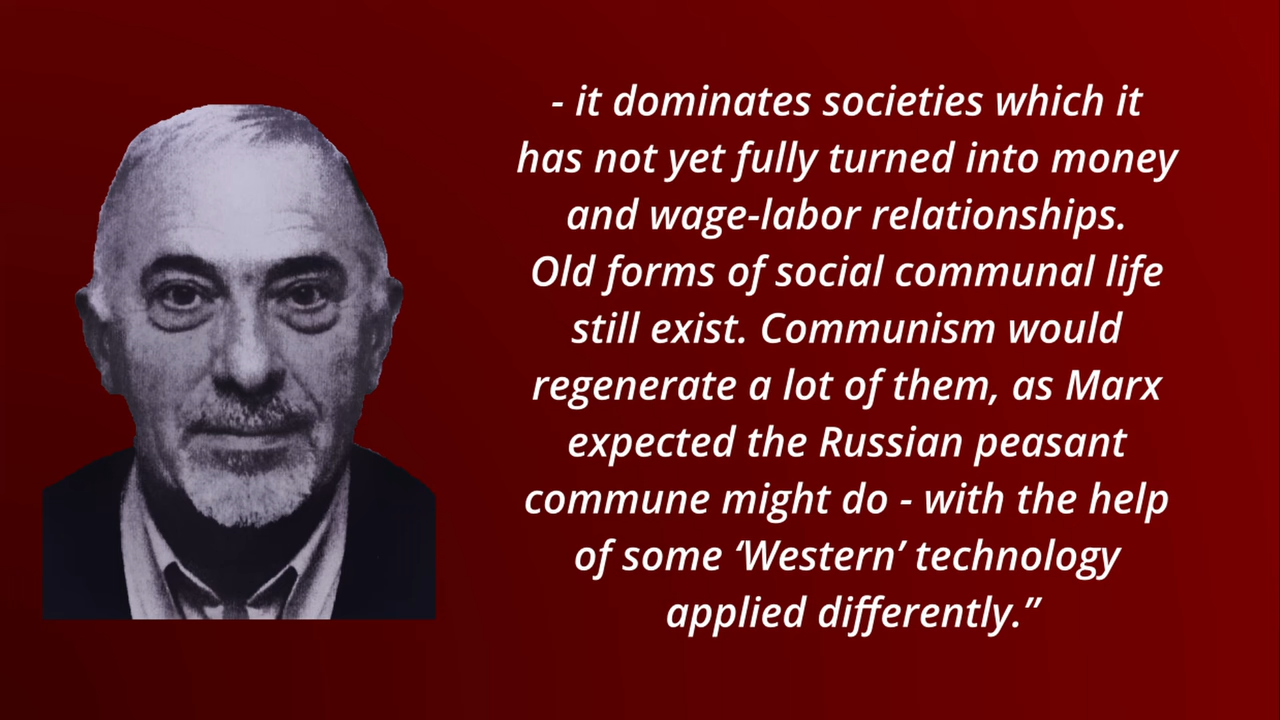 - it dominates societies which it
has not yet fully turned into money
and wage-labor relationships.
Old forms of social communal life
still exist. Communism would
regenerate a lot of them, as Marx
expected the Russian peasant
commune might do - with the help
of some ‘Western’ technology
applied differently.”